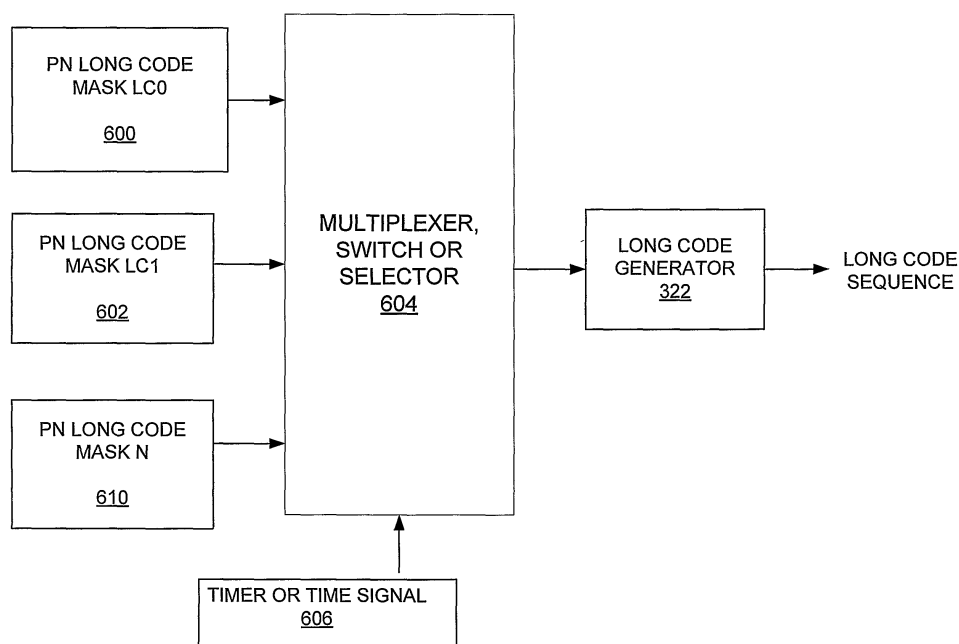 PN LONG CODE
MASK LC0
600
PN LONG CODE
MASK LC1
602
PN LONG CODE
MASK N
610
MULTIPLEXER,
SWITCH OR
SELECTOR
604
LONG CODE
GENERATOR
322
LONG CODE
SEQUENCE
TIMER OR TIME SIGNAL
606